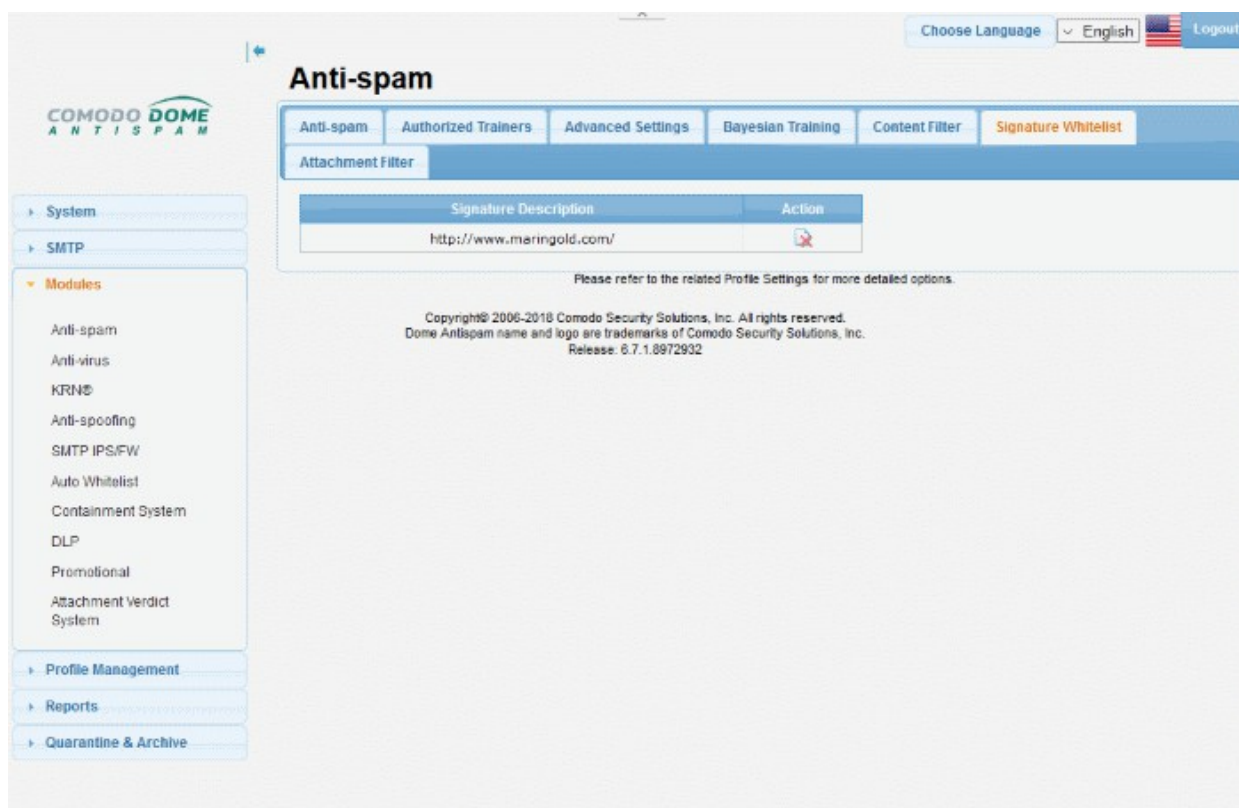 Choose Language
English
Logout
Anti-spam
COMODO DOME
ANTISPAM
Anti-spam
Authorized Trainers
Advanced Settings
Bayesian Training
Content Filter
Signature Whitelist
Attachment Filter
Signature Description
Action
http://www.maringold.com/
Please refer to the related Profile Settings for more detailed options.
Copyright© 2006-2018 Comodo Security Solutions, Inc. All rights reserved.
Dome Antispam name and logo are trademarks of Comodo Security Solutions, Inc.
Release: 6.7.1.8972932
System
SMTP
Modules
Anti-spam
Anti-virus
KRN®
Anti-spoofing
SMTP IPS/FW
Auto Whitelist
Containment System
DLP
Promotional
Attachment Verdict
System
Profile Management
Reports
Quarantine & Archive